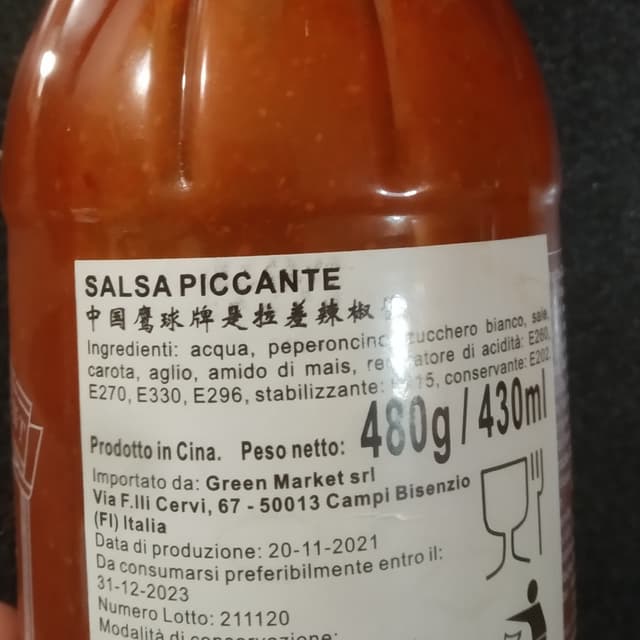 SALSA PICCANTE
中国鹰球牌是拉差辣椒
Ingredienti: acqua, peperoncino, zucchero bianco, sale,
carota, aglio, amido di mais, regolatore di acidità: E260,
E270, E330, E296, stabilizzante: conservante: E202.
Prodotto in Cina. Peso netto: 480g / 430ml
Importato da: Green Market srl
Via F.lli Cervi, 67 - 50013 Campi Bisenzio
(FI) Italia
Data di produzione: 20-11-2021
Da consumarsi preferibilmente entro il:
31-12-2023
Numero Lotto: 211120
Modalità di conservazione: